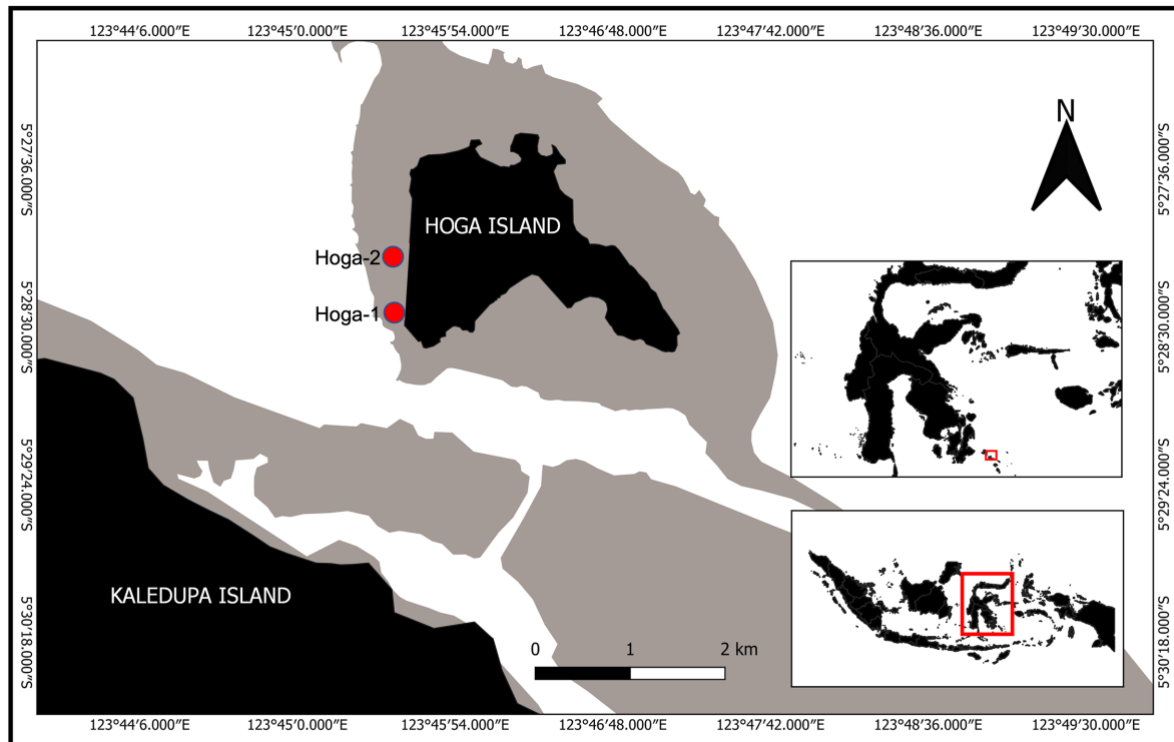 123°44′6.000″E 123°45′0.000″E 123°45′54.000″E 123°46′48.000″E 123°47′42.000″E 123°48′36.000″E 123°49′30.000″E
5°27′36.000″S
5°28′30.000″S
5°29′24.000″S
5°30′18.000″S
N
HOGA ISLAND
Hoga-2
Hoga-1
KALEDUPA ISLAND
0 1 2 km
5°27′36.000″S
5°28′30.000″S
5°29′24.000″S
5°30′18.000″S
123°44′6.000″E 123°45′0.000″E 123°45′54.000″E 123°46′48.000″E 123°47′42.000″E 123°48′36.000″E 123°49′30.000″E